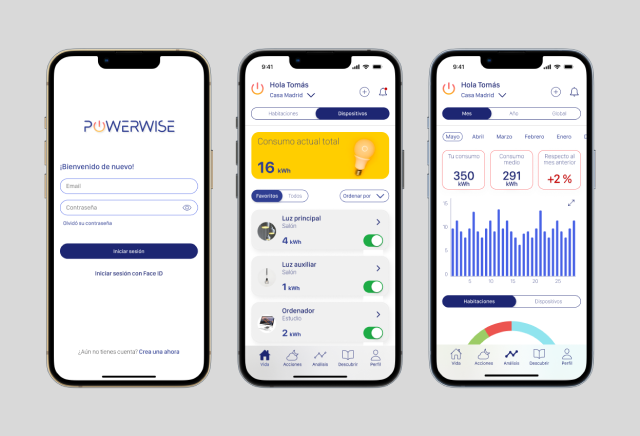 POWERWISE
¡Bienvenido de nuevo!
Email
Contraseña
Olvidó su contraseña
Iniciar sesión
Iniciar sesión con Face ID
¿Aún no tienes cuenta? Crea una ahora
9:41
Hola Tomás
Casa Madrid
Habitaciones
Dispositivos
Consumo actual total
16 kWh
Favoritos
Todos
Ordenar por
Luz principal
Salón
4 kWh
Luz auxiliar
Salón
1 kWh
Ordenador
Estudio
2 kWh
Vida
Acciones
Análisis
Descubrir
Perfil
9:41
Hola Tomás
Casa Madrid
Mes
Año
Global
Mayo Abril Marzo Febrero Enero D
Tu consumo
350
kWh
Consumo
medio
291
kWh
Respecto al
mes anterior
+2 %
15
10
5
0
5 10 15 20 25
Habitaciones
Dispositivos
Vida
Acciones
Análisis
Descubrir
Perfil